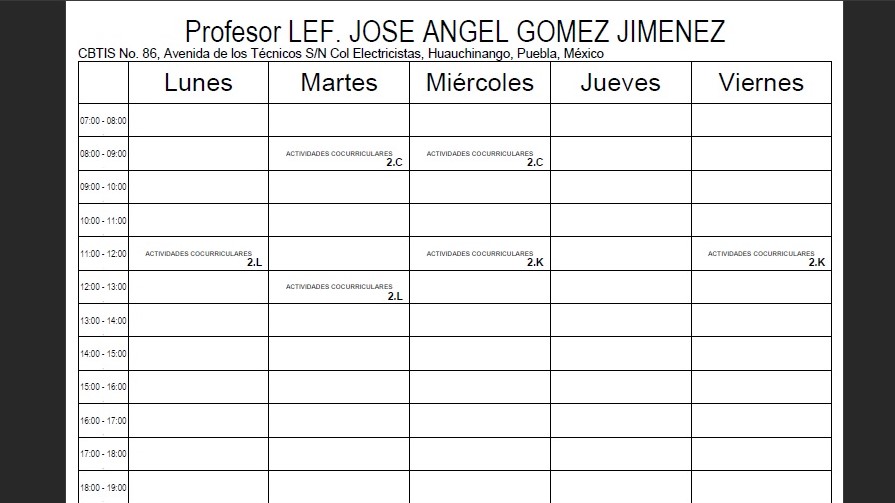 Profesor LEF. JOSE ANGEL GOMEZ JIMENEZ
CBTIS No. 86, Avenida de los Técnicos S/N Col Electricistas, Huauchinango, Puebla, México
Lunes Martes Miércoles Jueves Viernes
07:00 - 08:00
08:00 - 09:00 ACTIVIDADES COCURRICULARES 2.C ACTIVIDADES COCURRICULARES 2.C
09:00 - 10:00
10:00 - 11:00
11:00 - 12:00 ACTIVIDADES COCURRICULARES 2.L ACTIVIDADES COCURRICULARES 2.K ACTIVIDADES COCURRICULARES 2.K
12:00 - 13:00 ACTIVIDADES COCURRICULARES 2.L
13:00 - 14:00
14:00 - 15:00
15:00 - 16:00
16:00 - 17:00
17:00 - 18:00
18:00 - 19:00